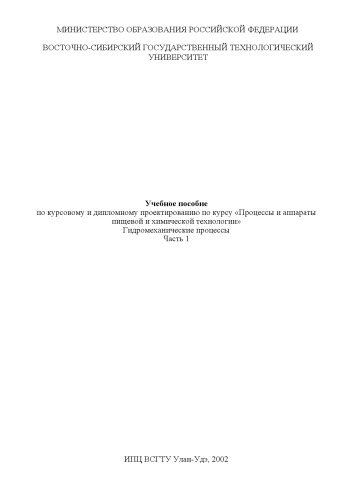 МИНИСТЕРСТВО ОБРАЗОВАНИЯ РОССИЙСКОЙ ФЕДЕРАЦИИ
ВОСТОЧНО-СИБИРСКИЙ ГОСУДАРСТВЕННЫЙ ТЕХНОЛОГИЧЕСКИЙ
УНИВЕРСИТЕТ
Учебное пособие
по курсовому и дипломному проектированию по курсу «Процессы и аппараты
пищевой и химической технологии»
Гидромеханические процессы
Часть 1
ИПЦ ВСГТУ Улан-Удэ, 2002